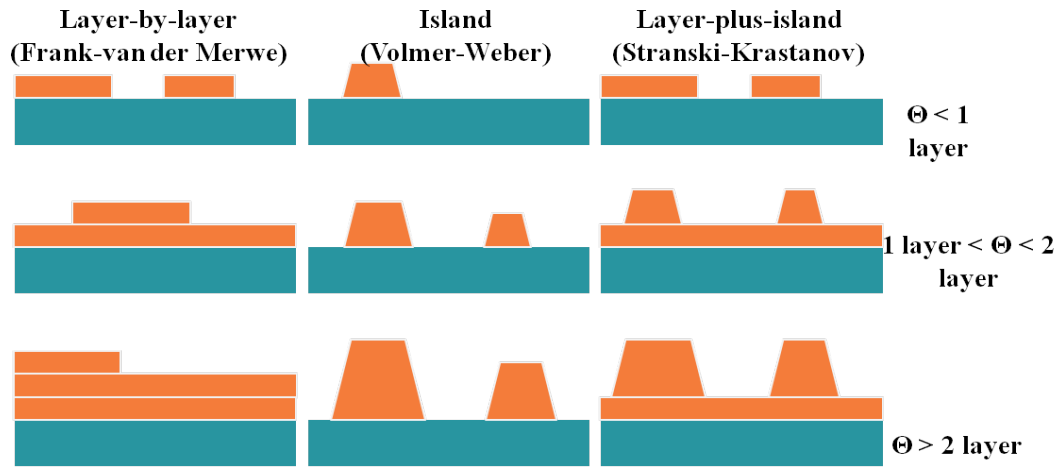 Layer-by-layer
(Frank-van der Merwe)
Island
(Volmer-Weber)
Layer-plus-island
(Stranski-Krastanov)
Θ < 1
layer
1 layer < Θ < 2
layer
Θ > 2 layer